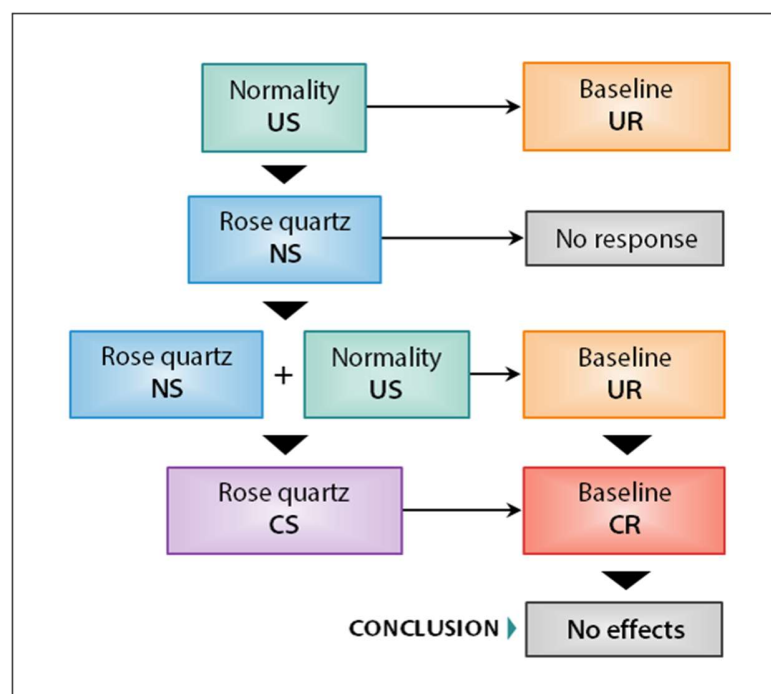 Normality
US
Baseline
UR
Rose quartz
NS
No response
Rose quartz
NS
+
Normality
US
Baseline
UR
Rose quartz
CS
Baseline
CR
CONCLUSION
No effects